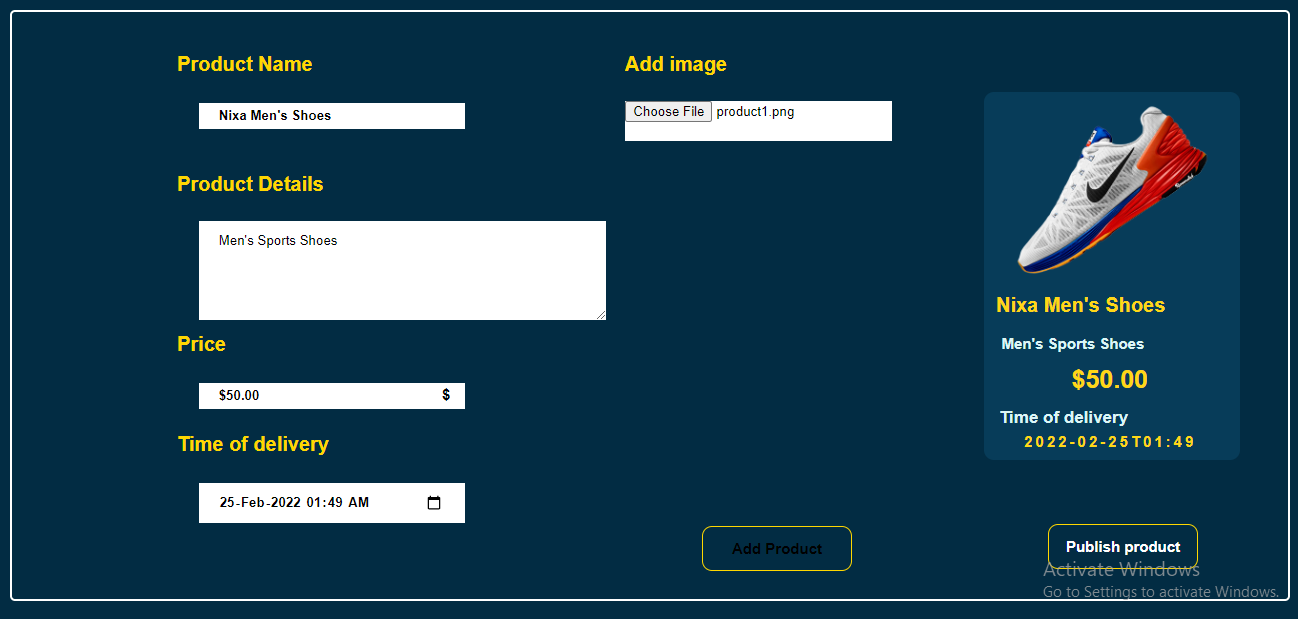 Product Name
Nixa Men's Shoes
Product Details
Men's Sports Shoes
Price
$50.00 $
Time of delivery
25-Feb-2022 01:49 AM
Add image
Choose File product1.png
Add Product
Nixa Men's Shoes
Men's Sports Shoes
$50.00
Time of delivery
2022-02-25T01:49
Publish product
Activate Windows
Go to Settings to activate Windows.